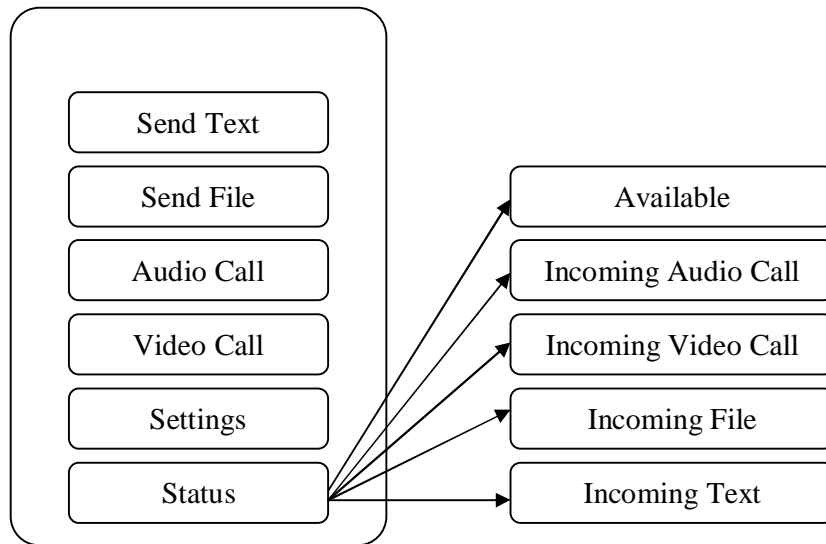 Send Text
Send File
Audio Call
Video Call
Settings
Status
Available
Incoming Audio Call
Incoming Video Call
Incoming File
Incoming Text